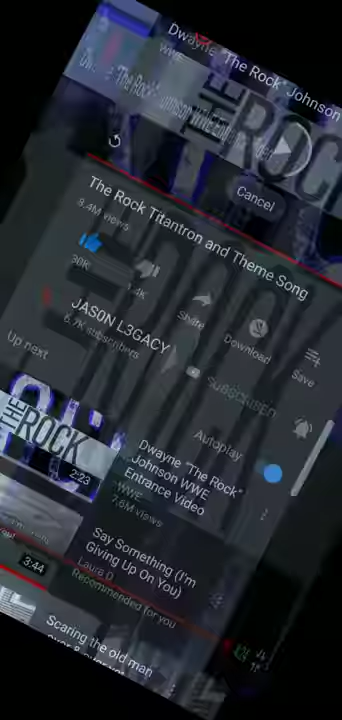 Dwayne "The Rock" Johnson
WWE
THE
ROCK
Cancel
The Rock Titantron and Theme Song
8.4M views
30K
1.4K
Share
Download
Save
JASON L3GACY
6.7K subscribers
SUBSCRIBED
Up next
Autoplay
THE
ROCK
2:23
Dwayne "The Rock"
Johnson WWE
Entrance Video
WWE
7.6M views
Say Something (I'm
Giving Up On You)
Laura D
Recommended for you
3:44
Scaring the old man